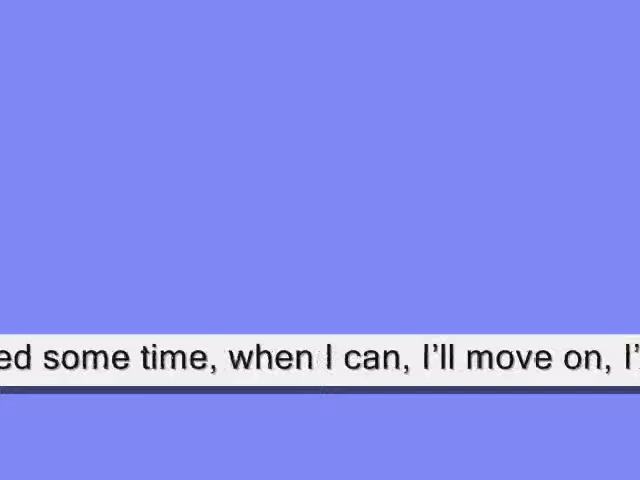 ed some time, when I can, I’ll move on, I’